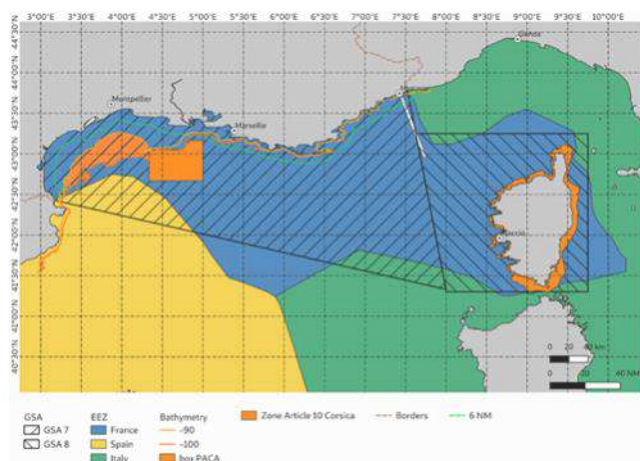 3°00'E 3°30'E 4°00'E 4°30'E 5°00'E 5°30'E 6°00'E 6°30'E 7°00'E 7°30'E 8°00'E 8°30'E 9°00'E 9°30'E 10°00'E
44°30'N
44°00'N
43°30'N
43°00'N
42°30'N
42°00'N
41°30'N
41°00'N
40°30'N
Genoa
Montpellier
Marseille
0 20 40 km
0 20 40 NM
GSA EEZ Bathymetry Zone Article 10 Corsica Borders 6 NM
GSA 7 France -90
GSA 8 Spain -100
Italy box PACA